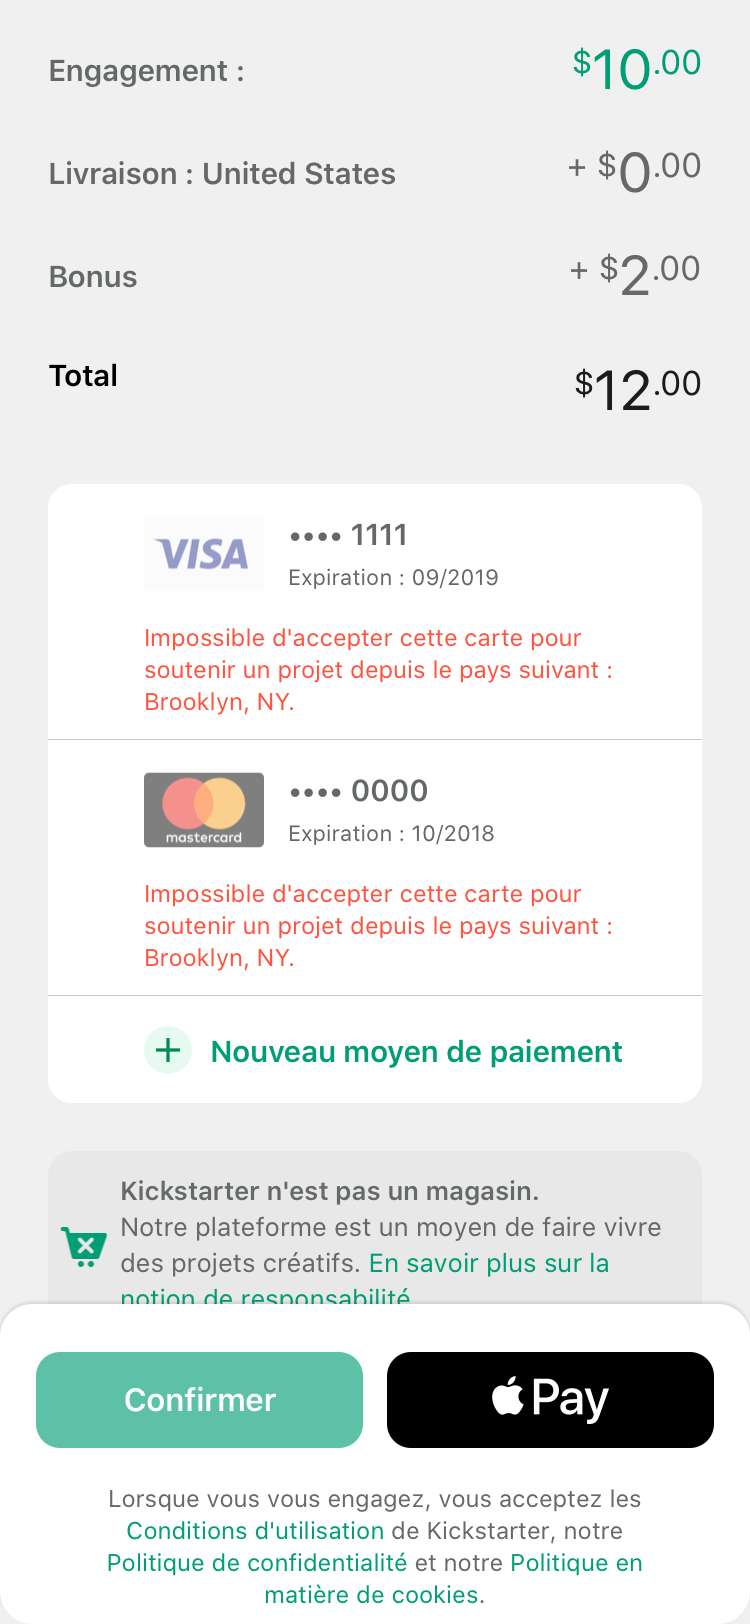 Engagement :
$10.00
Livraison : United States
+ $0.00
Bonus
+ $2.00
Total
$12.00
VISA
•••• 1111
Expiration : 09/2019
Impossible d'accepter cette carte pour
soutenir un projet depuis le pays suivant :
Brooklyn, NY.
mastercard
•••• 0000
Expiration : 10/2018
Impossible d'accepter cette carte pour
soutenir un projet depuis le pays suivant :
Brooklyn, NY.
+ Nouveau moyen de paiement
Kickstarter n'est pas un magasin.
Notre plateforme est un moyen de faire vivre
des projets créatifs. En savoir plus sur la
notion de responsabilité
Confirmer
Pay
Lorsque vous vous engagez, vous acceptez les
Conditions d'utilisation de Kickstarter, notre
Politique de confidentialité et notre Politique en
matière de cookies.